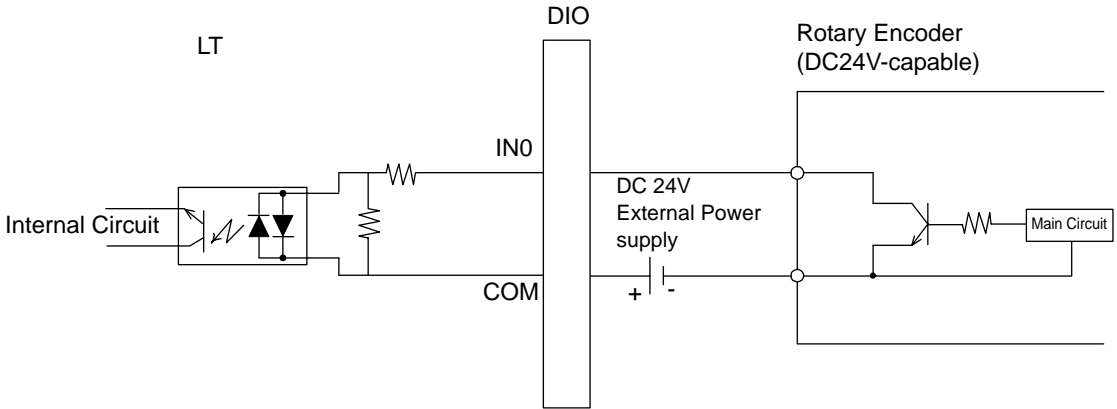 DIO
LT
Rotary Encoder
(DC24V-capable)
IN0
DC 24V
External Power
supply
Internal Circuit
Main Circuit
COM
+ -